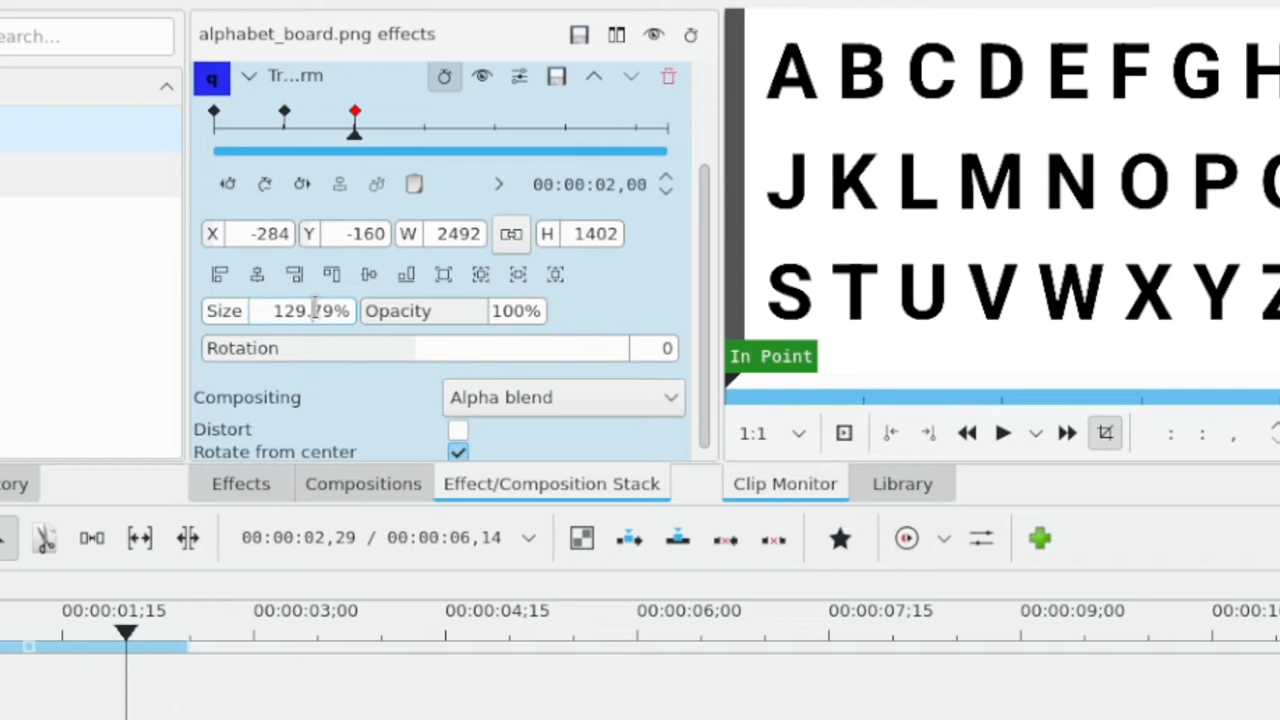 earch...
alphabet_board.png effects
q Tr...rm
00:00:02,00
X -284 Y -160 W 2492 H 1402
Size 129.79% Opacity 100%
Rotation 0
Compositing Alpha blend
Distort
Rotate from center
A B C D E F G H
J K L M N O P Q
S T U V W X Y Z
In Point
1:1 : : ,
ory Effects Compositions Effect/Composition Stack Clip Monitor Library
00:00:02,29 / 00:00:06,14
00:00:01;15 00:00:03;00 00:00:04;15 00:00:06;00 00:00:07;15 00:00:09;00 00:00:10